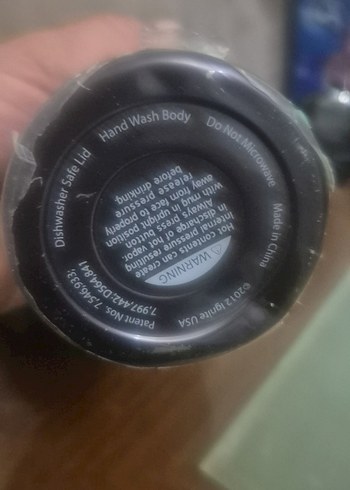 Dishwasher Safe Lid
Hand Wash Body
Do Not Microwave
Made in China
©2012 Ignite USA
Patent Nos. 7,546,933;
7,997,442;D564,841
⚠ WARNING
Hot contents can create
internal pressure resulting
in discharge of hot vapor.
Always press button
with mug in upright position
away from face to properly
release pressure
before drinking